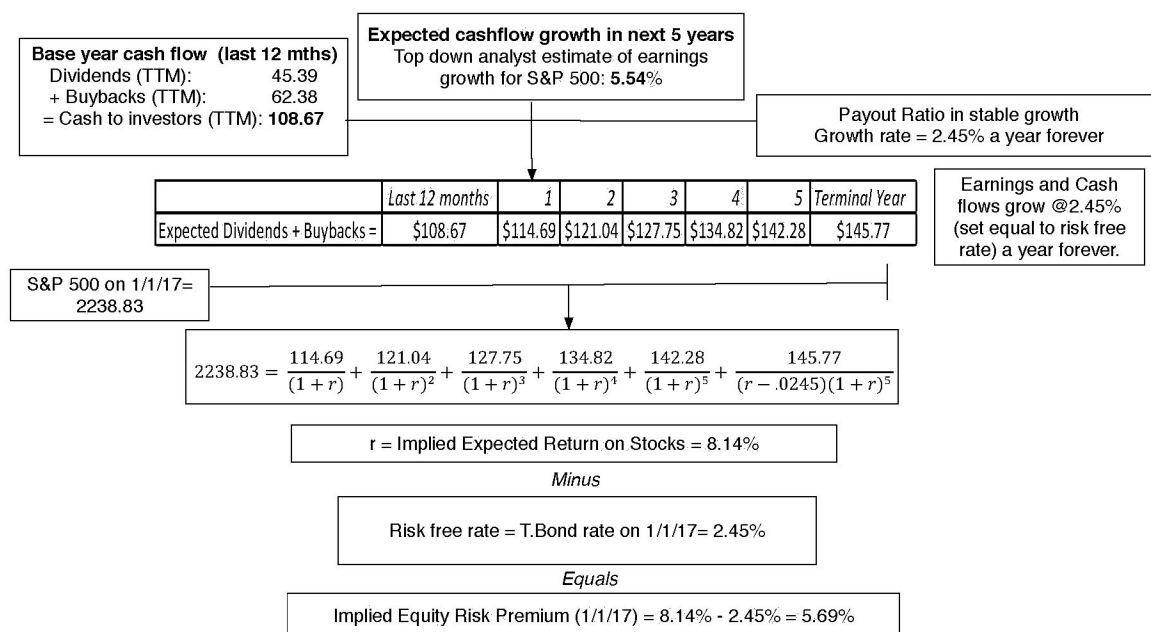 Base year cash flow (last 12 mths)
Dividends (TTM): 45.39
+ Buybacks (TTM): 62.38
= Cash to investors (TTM): 108.67
Expected cashflow growth in next 5 years
Top down analyst estimate of earnings
growth for S&P 500: 5.54%
Payout Ratio in stable growth
Growth rate = 2.45% a year forever
Last 12 months 1 2 3 4 5 Terminal Year
Expected Dividends + Buybacks = $108.67 $114.69 $121.04 $127.75 $134.82 $142.28 $145.77
Earnings and Cash
flows grow @2.45%
(set equal to risk free
rate) a year forever.
S&P 500 on 1/1/17=
2238.83
2238.83 = 114.69/(1 + r) + 121.04/(1 + r)² + 127.75/(1 + r)³ + 134.82/(1 + r)⁴ + 142.28/(1 + r)⁵ + 145.77/(r − .0245)(1 + r)⁵
r = Implied Expected Return on Stocks = 8.14%
Minus
Risk free rate = T.Bond rate on 1/1/17= 2.45%
Equals
Implied Equity Risk Premium (1/1/17) = 8.14% - 2.45% = 5.69%